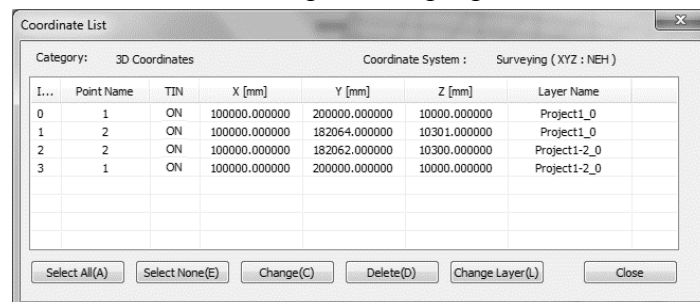 Coordinate List
Category: 3D Coordinates Coordinate System : Surveying ( XYZ : NEH )
I... Point Name TIN X [mm] Y [mm] Z [mm] Layer Name
0 1 ON 100000.000000 200000.000000 10000.000000 Project1_0
1 2 ON 100000.000000 182064.000000 10301.000000 Project1_0
2 2 ON 100000.000000 182062.000000 10300.000000 Project1-2_0
3 1 ON 100000.000000 200000.000000 10000.000000 Project1-2_0
Select All(A) Select None(E) Change(C) Delete(D) Change Layer(L) Close